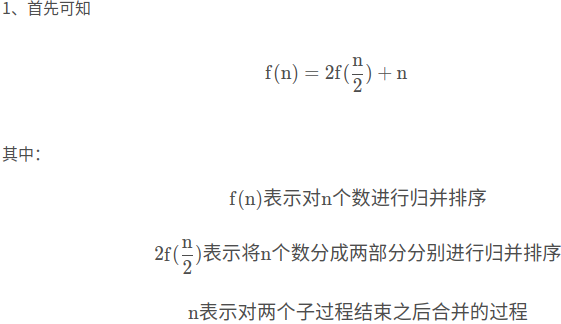 1、首先可知
f(n) = 2f(n/2) + n
其中：
f(n)表示对n个数进行归并排序
2f(n/2)表示将n个数分成两部分分别进行归并排序
n表示对两个子过程结束之后合并的过程